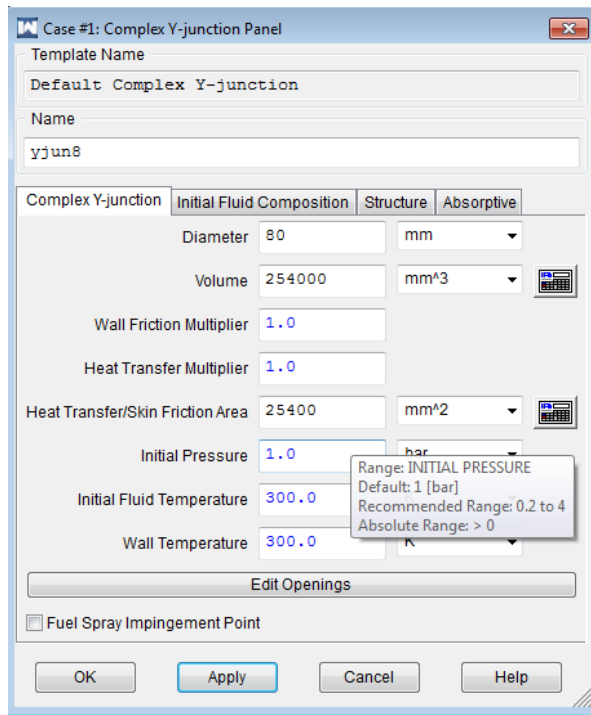 Case #1: Complex Y-junction Panel
Template Name
Default Complex Y-junction
Name
yjun8
Complex Y-junction Initial Fluid Composition Structure Absorptive
Diameter 80 mm
Volume 254000 mm^3
Wall Friction Multiplier 1.0
Heat Transfer Multiplier 1.0
Heat Transfer/Skin Friction Area 25400 mm^2
Initial Pressure 1.0 bar
Range: INITIAL PRESSURE
Default: 1 [bar]
Recommended Range: 0.2 to 4
Absolute Range: > 0
Initial Fluid Temperature 300.0
Wall Temperature 300.0 K
Edit Openings
Fuel Spray Impingement Point
OK Apply Cancel Help